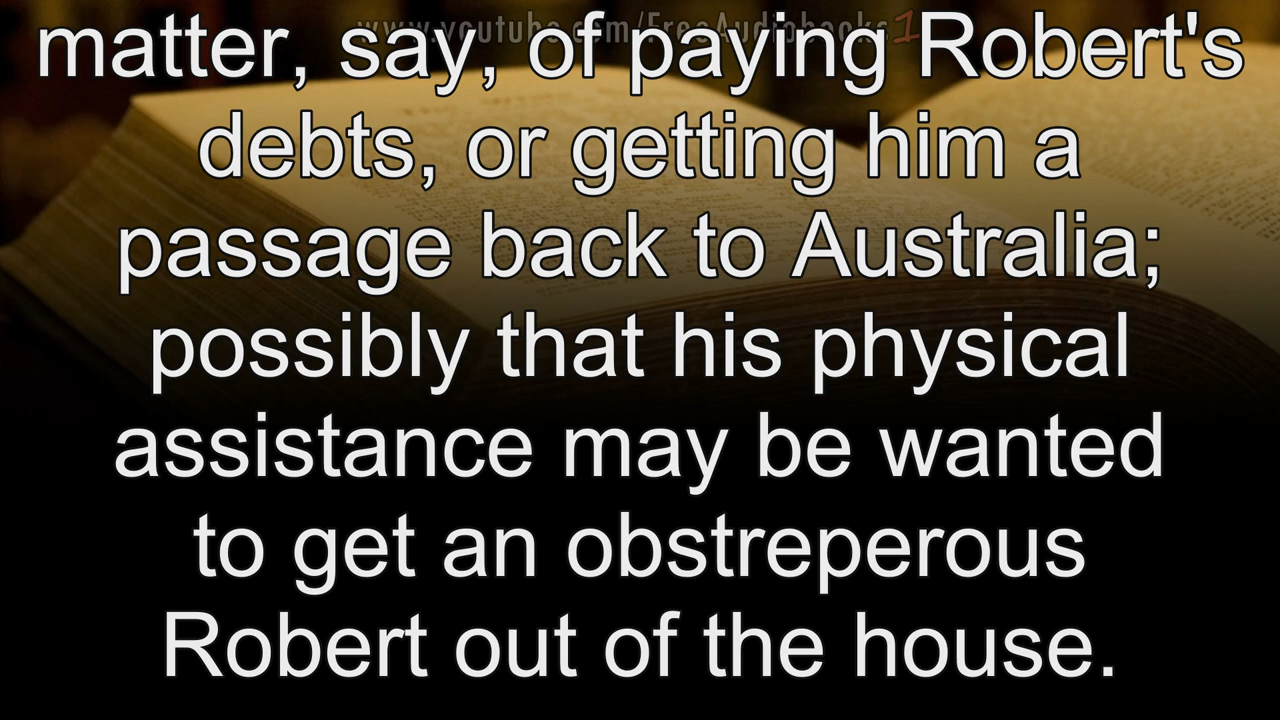 www.youtube.com/FreeAudiobooks1
matter, say, of paying Robert's
debts, or getting him a
passage back to Australia;
possibly that his physical
assistance may be wanted
to get an obstreperous
Robert out of the house.